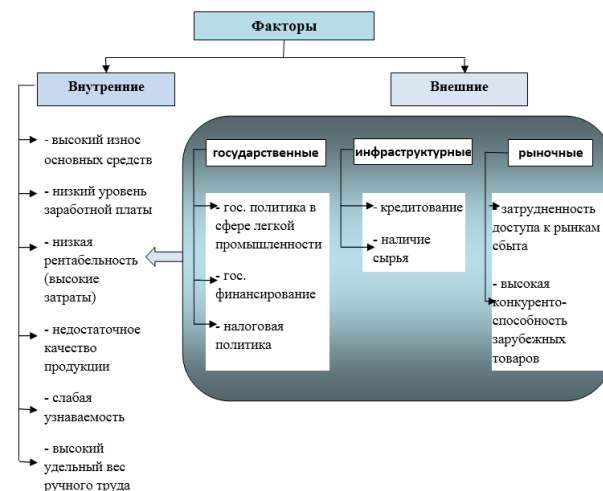 Факторы
Внутренние
- высокий износ
основных средств
- низкий уровень
заработной платы
- низкая
рентабельность
(высокие
затраты)
- недостаточное
качество
продукции
- слабая
узнаваемость
- высокий
удельный вес
ручного труда
Внешние
государственные
- гос. политика в
сфере легкой
промышленности
- гос.
финансирование
- налоговая
политика
инфраструктурные
- кредитование
- наличие
сырья
рыночные
- затрудненность
доступа к рынкам
сбыта
- высокая
конкуренто-
способность
зарубежных
товаров